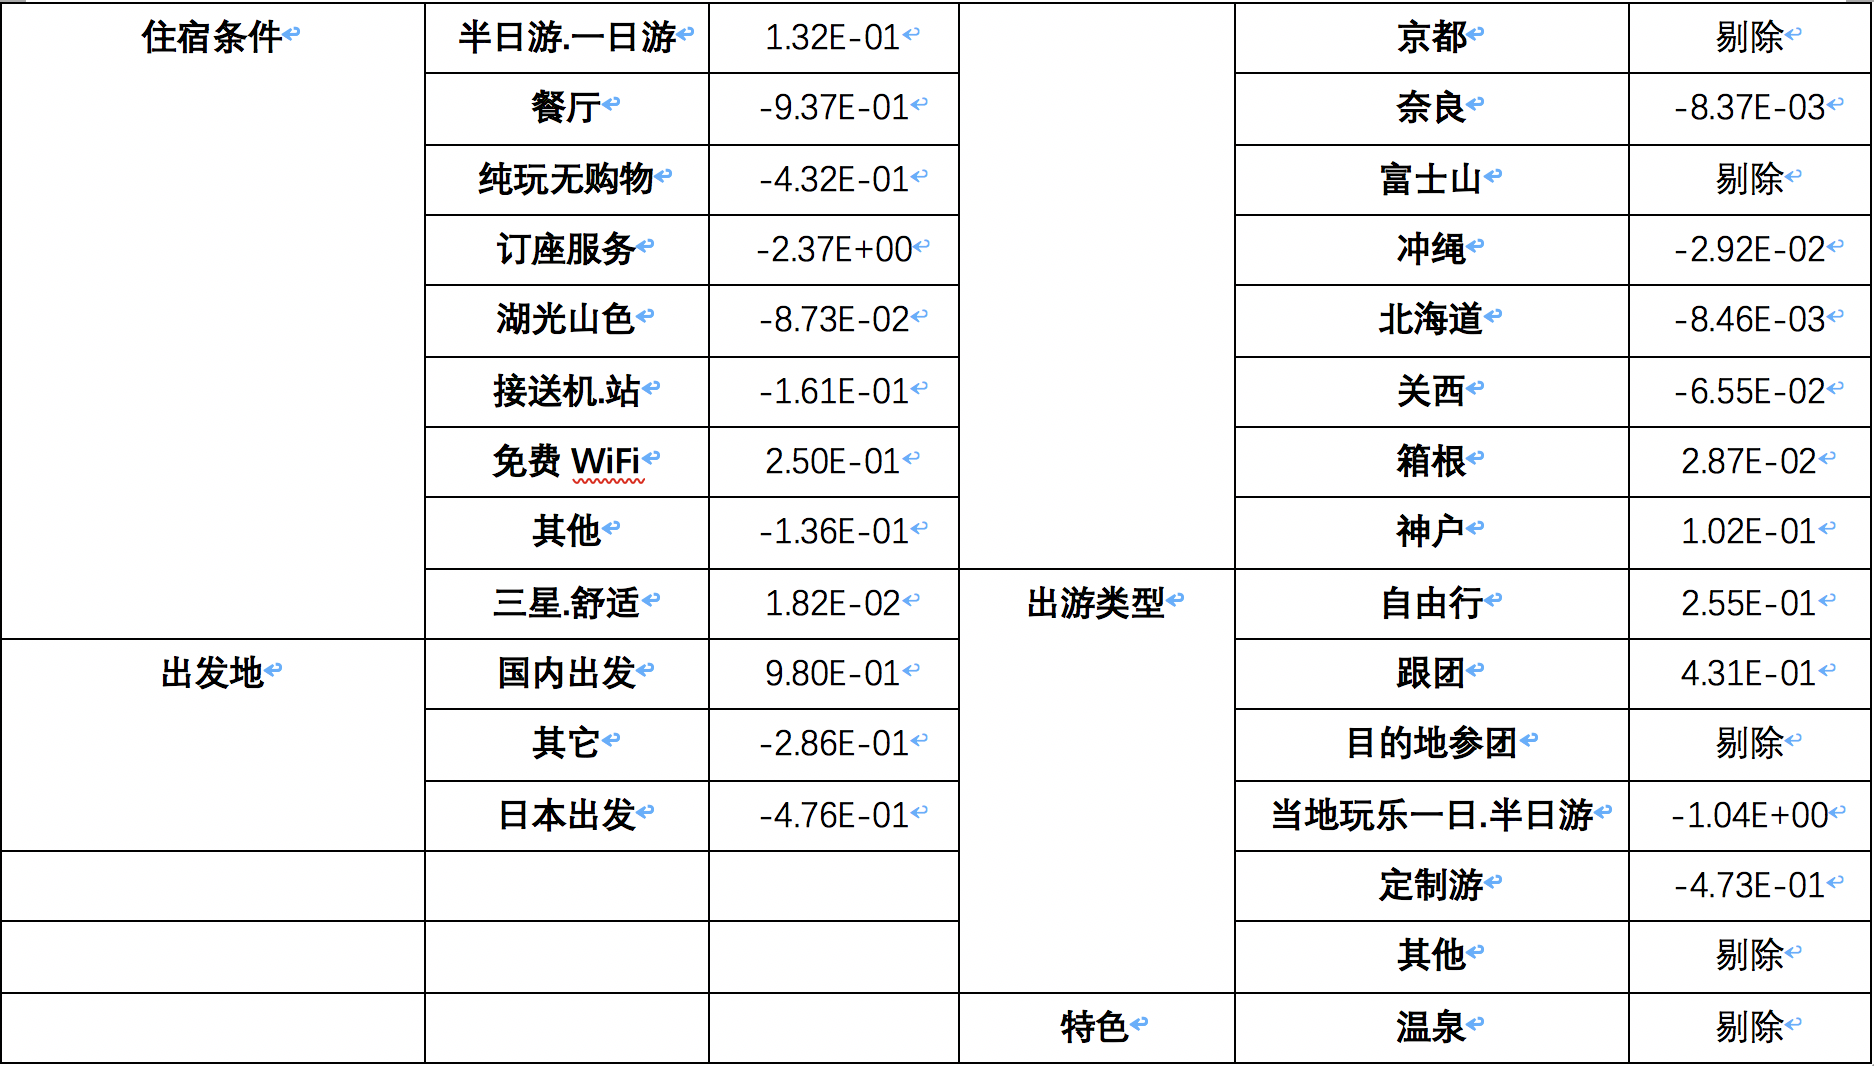 住宿条件 半日游.一日游 1.32E-01 京都 剔除
餐厅 -9.37E-01 奈良 -8.37E-03
纯玩无购物 -4.32E-01 富士山 剔除
订座服务 -2.37E+00 冲绳 -2.92E-02
湖光山色 -8.73E-02 北海道 -8.46E-03
接送机.站 -1.61E-01 关西 -6.55E-02
免费 WiFi 2.50E-01 箱根 2.87E-02
其他 -1.36E-01 神户 1.02E-01
三星.舒适 1.82E-02 出游类型 自由行 2.55E-01
出发地 国内出发 9.80E-01 跟团 4.31E-01
其它 -2.86E-01 目的地参团 剔除
日本出发 -4.76E-01 当地玩乐一日.半日游 -1.04E+00
定制游 -4.73E-01
其他 剔除
特色 温泉 剔除